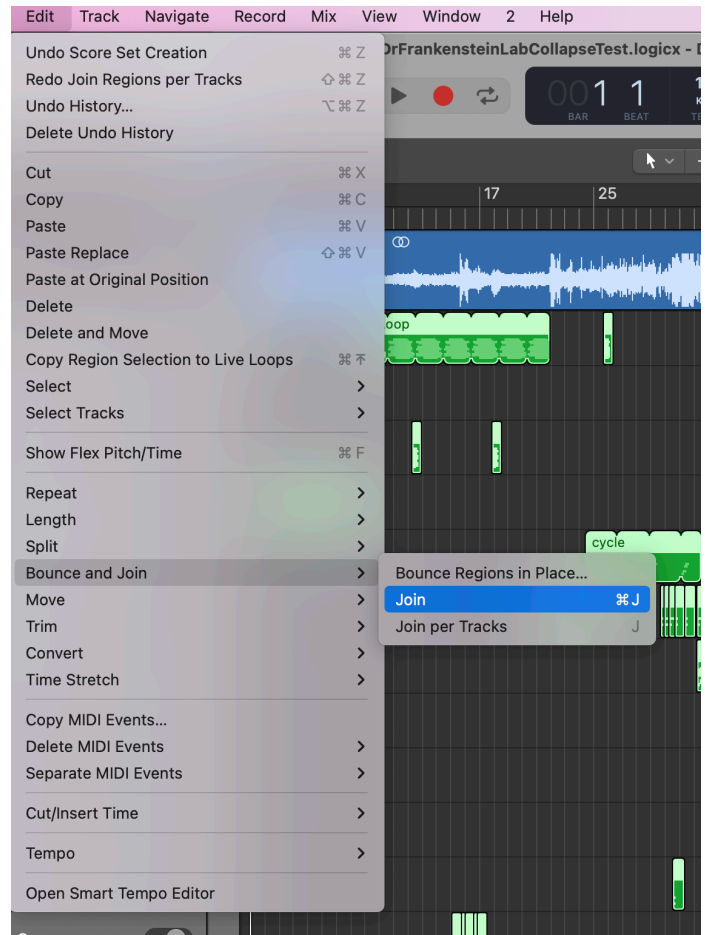 Edit Track Navigate Record Mix View Window 2 Help
DrFrankensteinLabCollapseTest.logicx -
Undo Score Set Creation ⌘ Z
Redo Join Regions per Tracks ⇧ ⌘ Z
Undo History... ⌥ ⌘ Z
Delete Undo History
001 1
BAR BEAT
Cut ⌘ X
Copy ⌘ C
17 25
Paste ⌘ V
Paste Replace ⇧ ⌘ V
Paste at Original Position
Delete
Delete and Move
Copy Region Selection to Live Loops ⌘ ⌤
Select
Select Tracks
Show Flex Pitch/Time ⌘ F
Repeat
Length
Split
cycle
Bounce and Join
Bounce Regions in Place...
Move
Join ⌘ J
Trim
Join per Tracks J
Convert
Time Stretch
Copy MIDI Events...
Delete MIDI Events
Separate MIDI Events
Cut/Insert Time
Tempo
Open Smart Tempo Editor